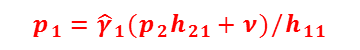 p₁ = γ̂₁(p₂h₂₁ + ν)/h₁₁